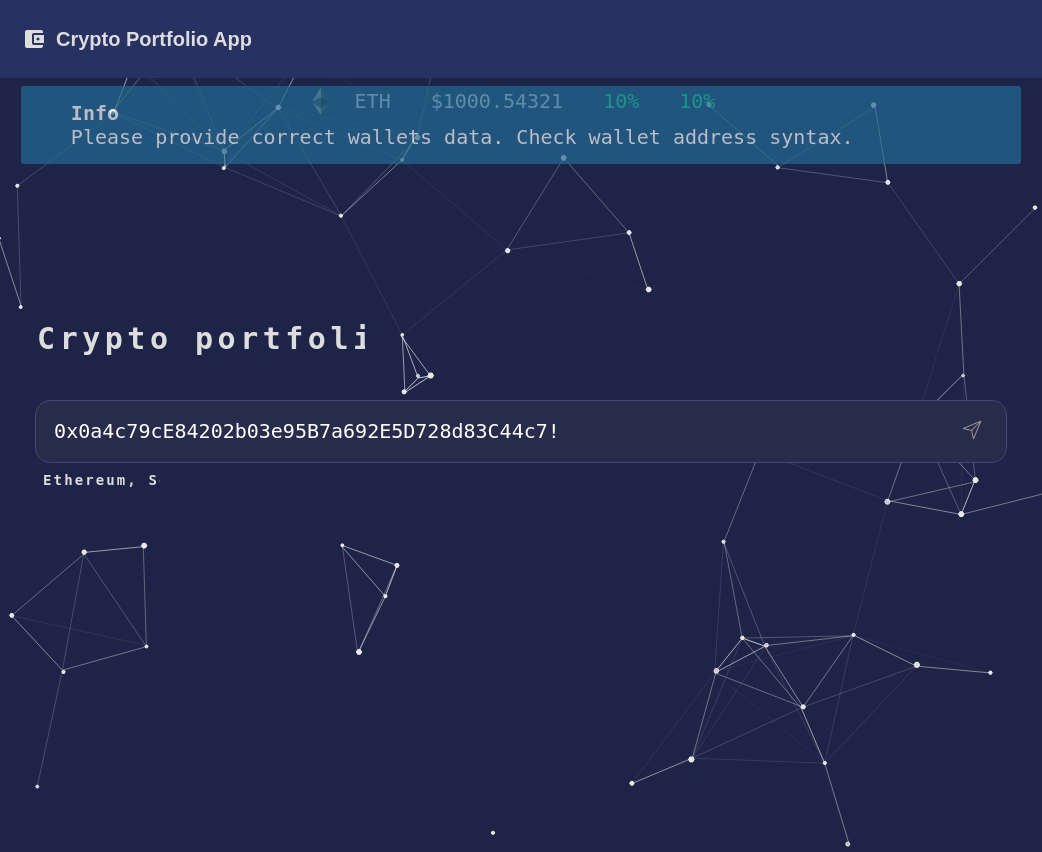 Crypto Portfolio App
ETH $1000.54321 10% 10%
Info
Please provide correct wallets data. Check wallet address syntax.
Crypto portfoli
0x0a4c79cE84202b03e95B7a692E5D728d83C44c7!
Ethereum, S